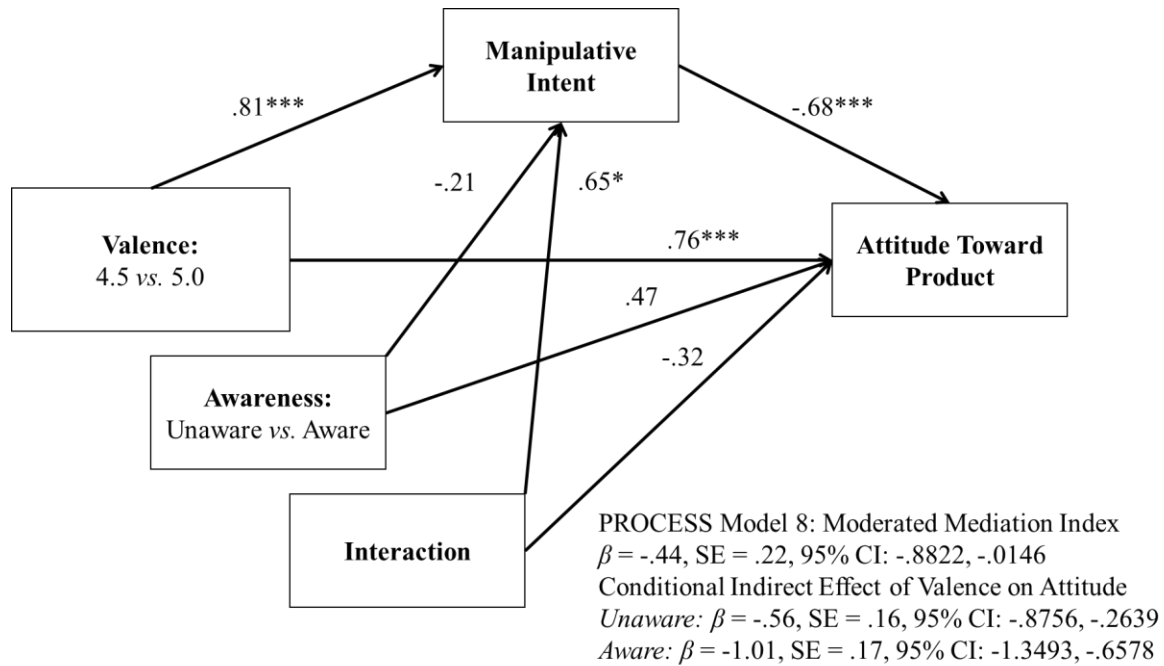 Manipulative
Intent
.81***
-.68***
-.21
.65*
Valence:
4.5 vs. 5.0
.76***
Attitude Toward
Product
.47
-.32
Awareness:
Unaware vs. Aware
Interaction
PROCESS Model 8: Moderated Mediation Index
β = -.44, SE = .22, 95% CI: -.8822, -.0146
Conditional Indirect Effect of Valence on Attitude
Unaware: β = -.56, SE = .16, 95% CI: -.8756, -.2639
Aware: β = -1.01, SE = .17, 95% CI: -1.3493, -.6578